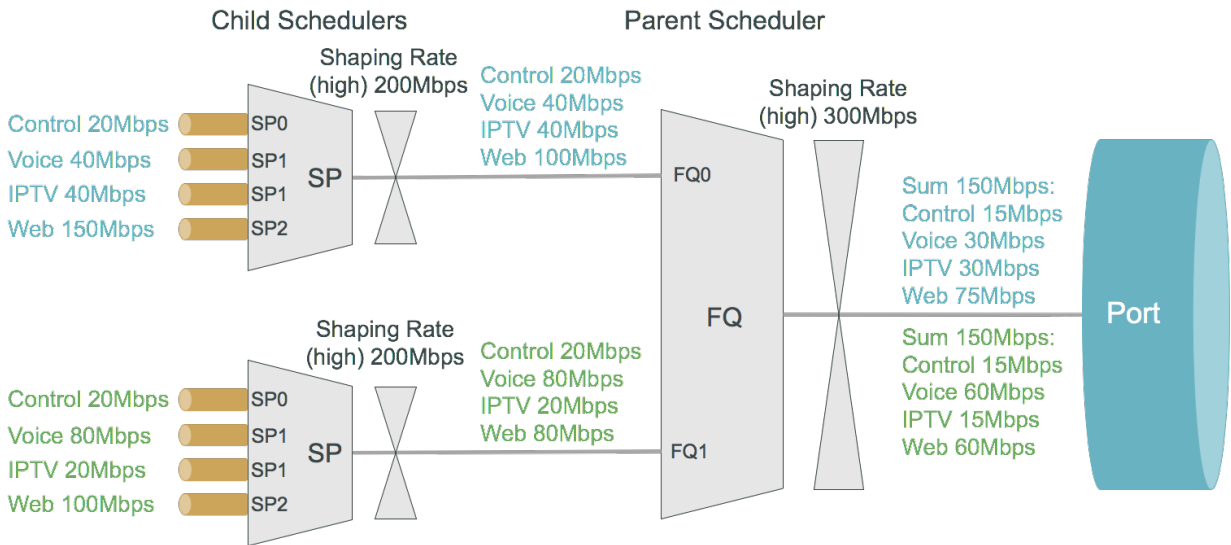 Child Schedulers
Parent Scheduler
Shaping Rate
(high) 200Mbps
Control 20Mbps
Voice 40Mbps
IPTV 40Mbps
Web 150Mbps
SP0
SP1
SP1
SP2
SP
Control 20Mbps
Voice 40Mbps
IPTV 40Mbps
Web 100Mbps
Shaping Rate
(high) 200Mbps
Control 20Mbps
Voice 80Mbps
IPTV 20Mbps
Web 100Mbps
SP0
SP1
SP1
SP2
SP
Control 20Mbps
Voice 80Mbps
IPTV 20Mbps
Web 80Mbps
FQ0
FQ1
FQ
Shaping Rate
(high) 300Mbps
Sum 150Mbps:
Control 15Mbps
Voice 30Mbps
IPTV 30Mbps
Web 75Mbps
Sum 150Mbps:
Control 15Mbps
Voice 60Mbps
IPTV 15Mbps
Web 60Mbps
Port